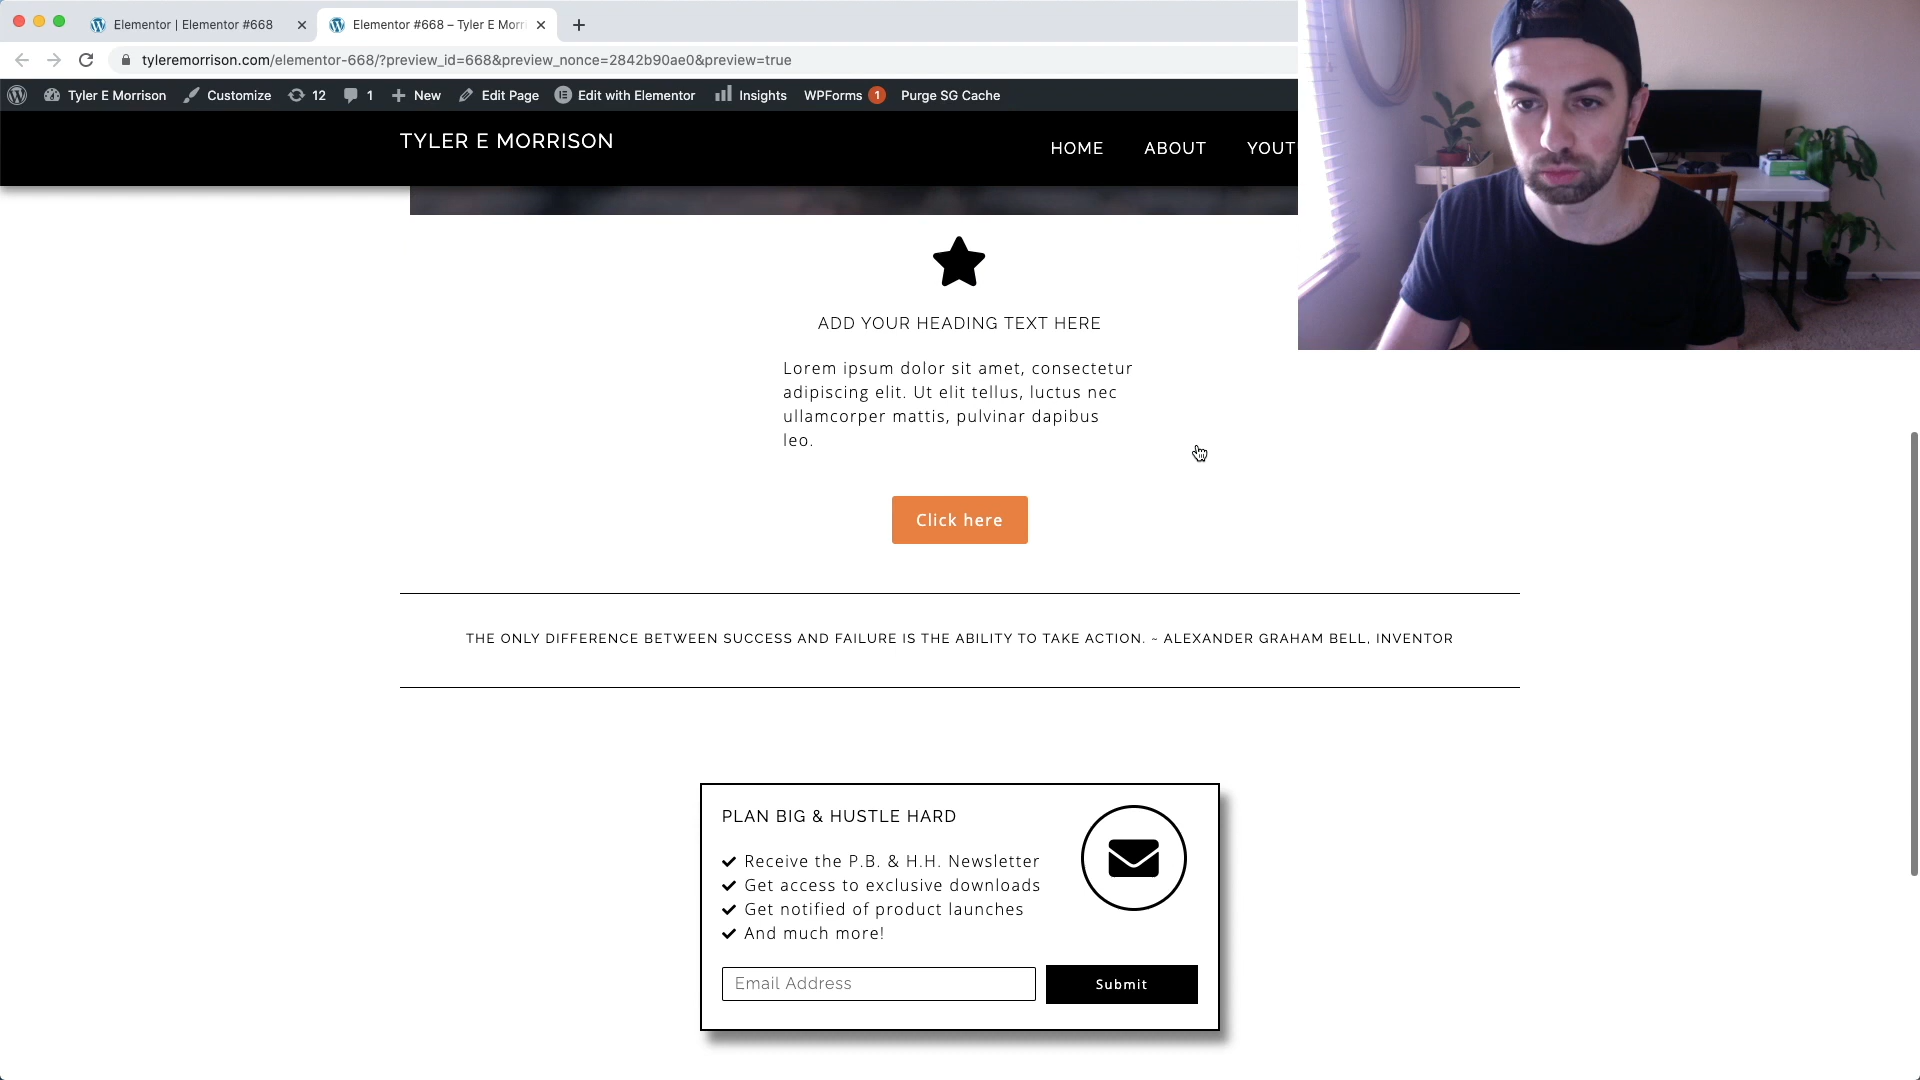 Elementor | Elementor #668
Elementor #668 – Tyler E Morri
tyleremorrison.com/elementor-668/?preview_id=668&preview_nonce=2842b90ae0&preview=true
Tyler E Morrison Customize 12 1 New Edit Page Edit with Elementor Insights WPForms 1 Purge SG Cache
TYLER E MORRISON
HOME ABOUT YOUT
ADD YOUR HEADING TEXT HERE
Lorem ipsum dolor sit amet, consectetur
adipiscing elit. Ut elit tellus, luctus nec
ullamcorper mattis, pulvinar dapibus
leo.
Click here
THE ONLY DIFFERENCE BETWEEN SUCCESS AND FAILURE IS THE ABILITY TO TAKE ACTION. ~ ALEXANDER GRAHAM BELL, INVENTOR
PLAN BIG & HUSTLE HARD
Receive the P.B. & H.H. Newsletter
Get access to exclusive downloads
Get notified of product launches
And much more!
Email Address
Submit